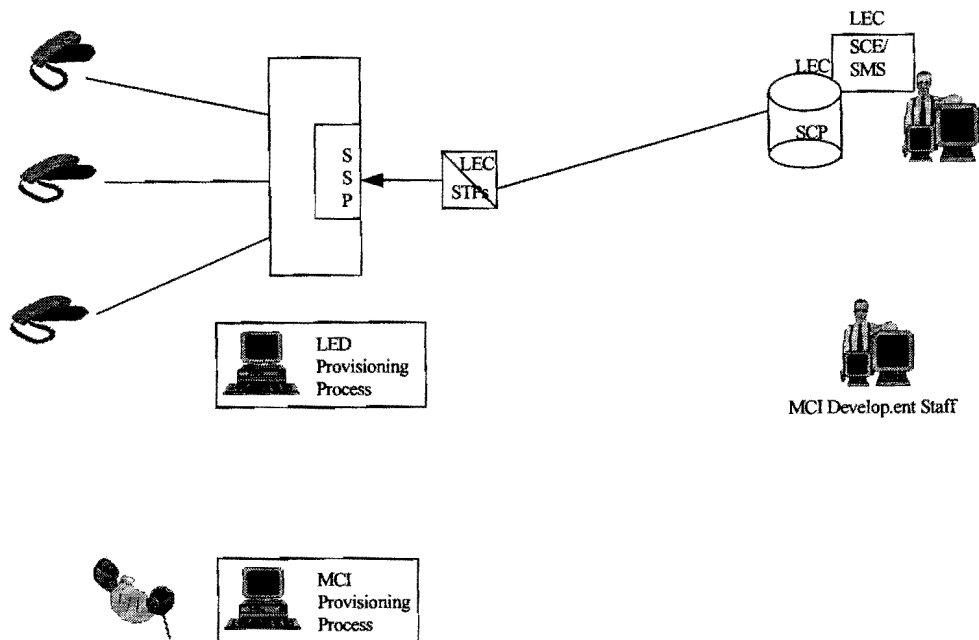 LEC
SCE/
SMS
LEC
SCP
S
S
P
LEC
STPs
LED
Provisioning
Process
MCI Develop.ent Staff
MCI
Provisioning
Process